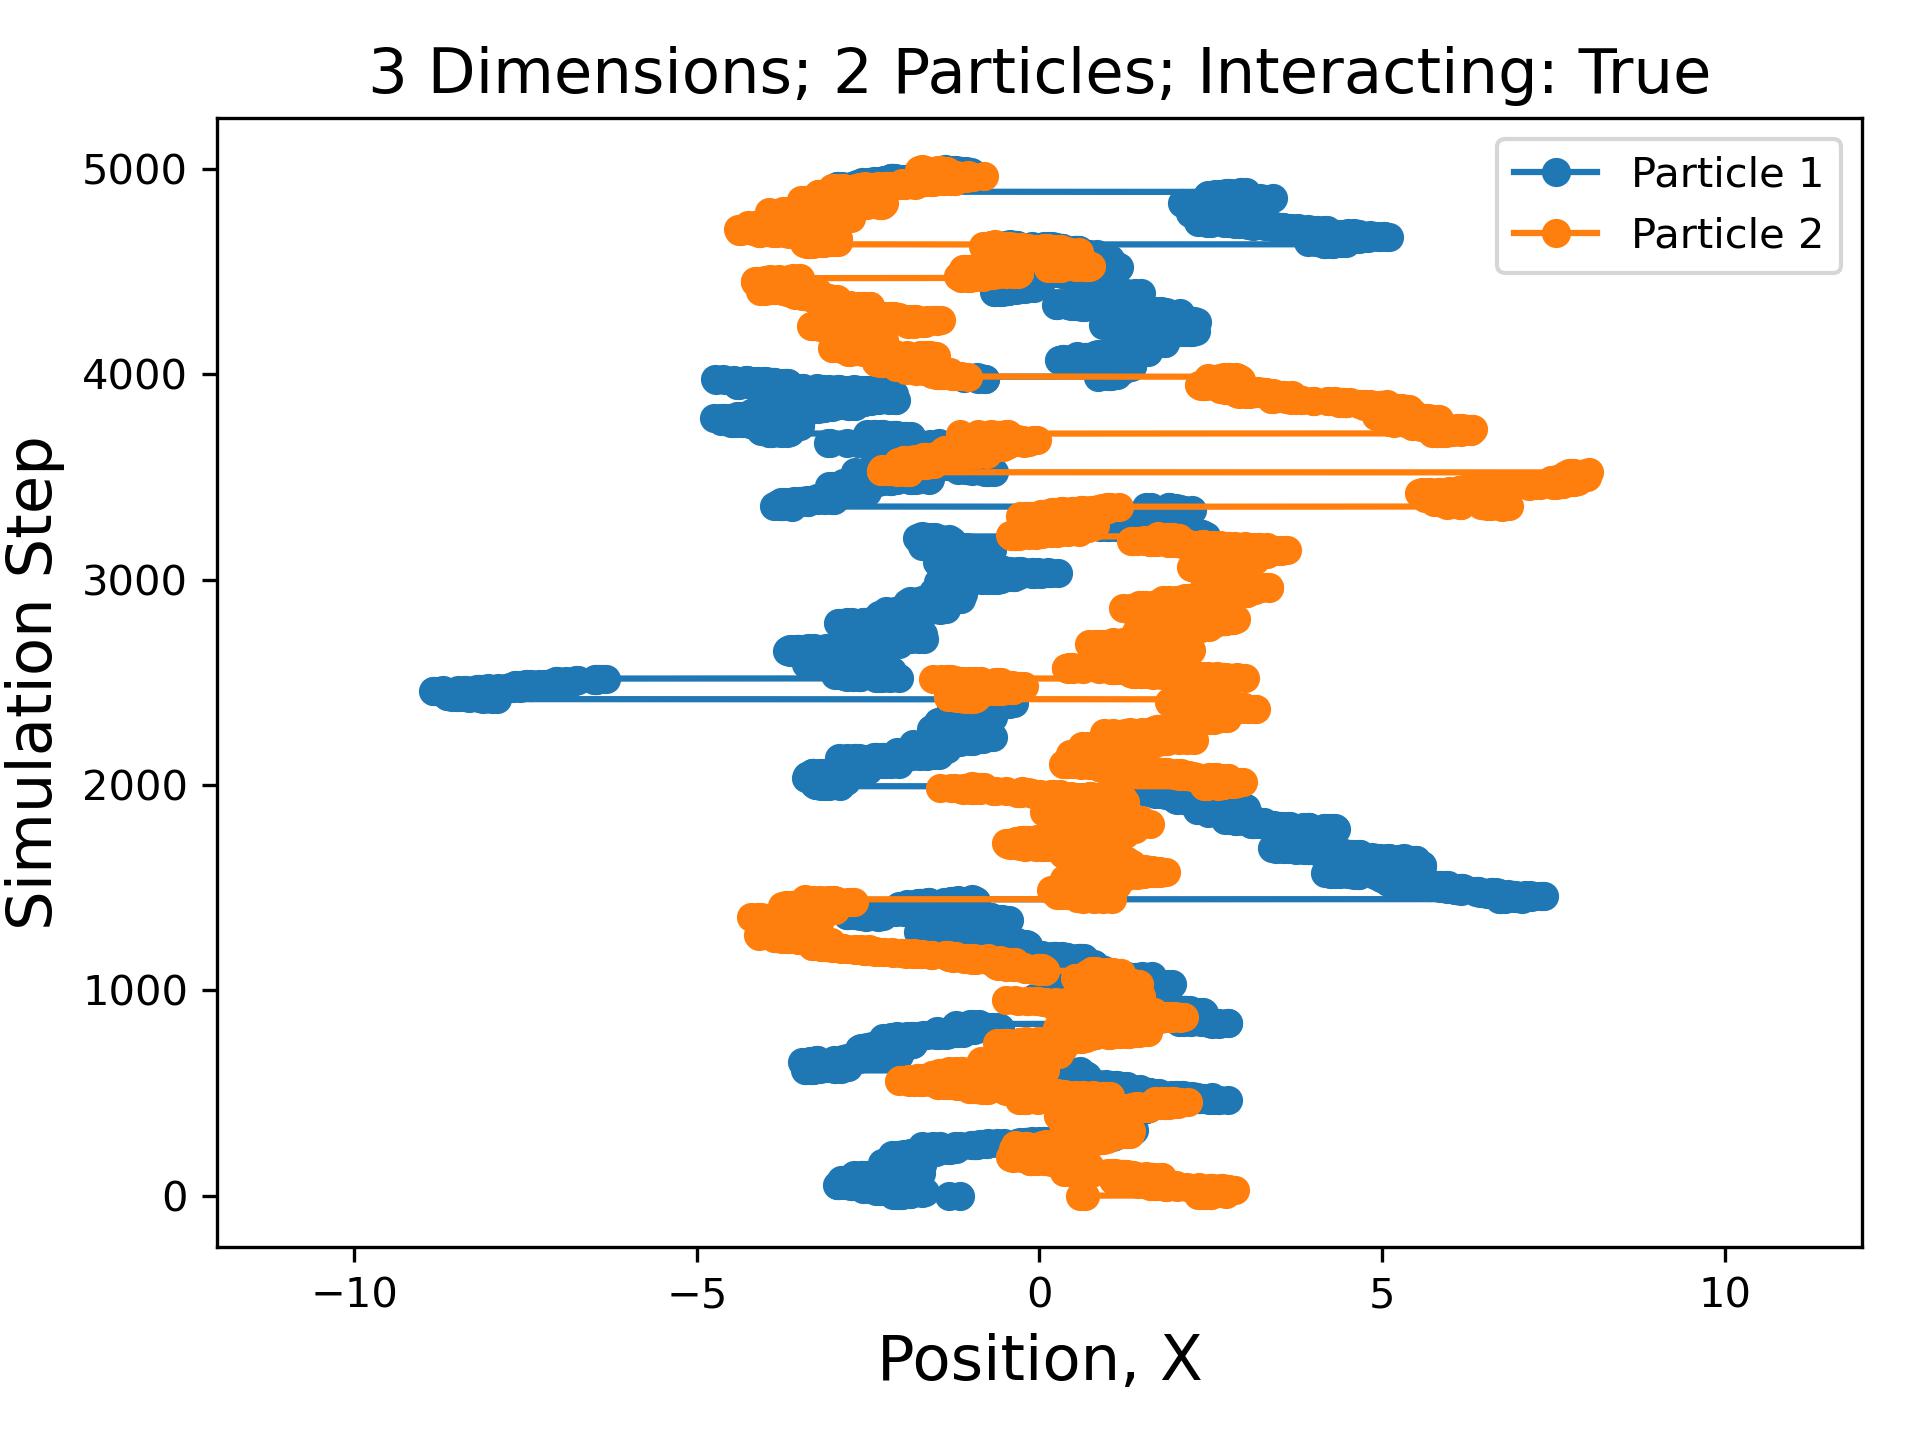 3 Dimensions; 2 Particles; Interacting: True
Particle 1
Particle 2
5000
4000
3000
2000
1000
0
Simulation Step
−10
−5
0
5
10
Position, X